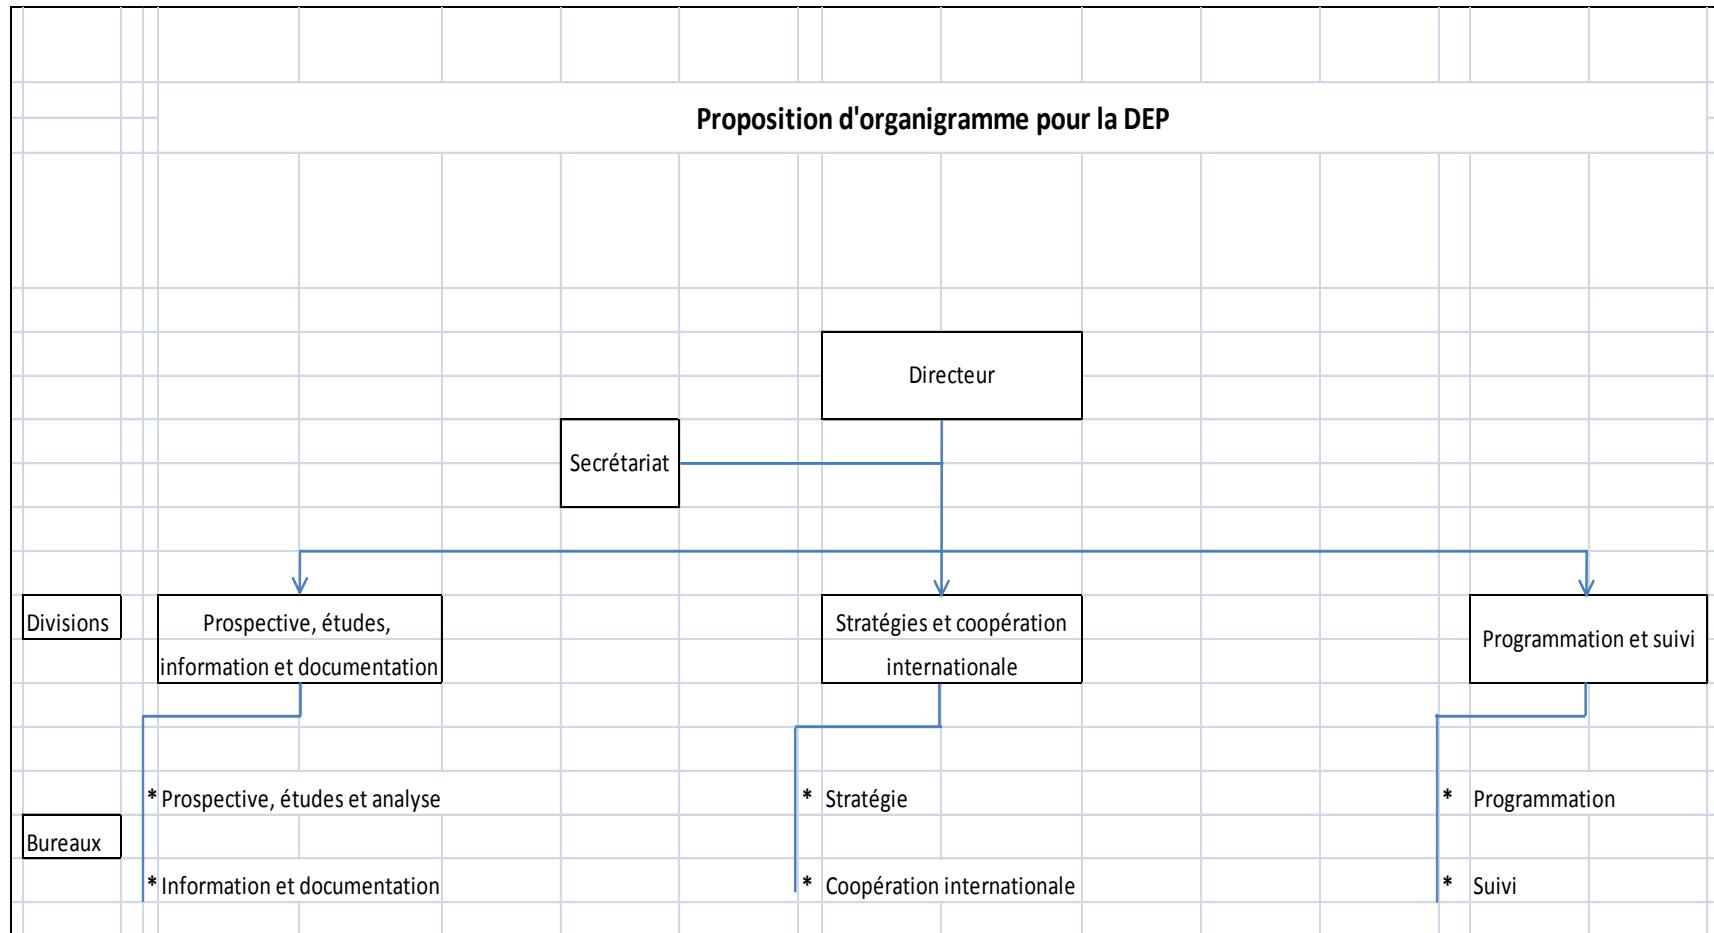 Proposition d'organigramme pour la DEP
Directeur
Secrétariat
Divisions
Prospective, études,
information et documentation
Stratégies et coopération
internationale
Programmation et suivi
* Prospective, études et analyse
* Stratégie
* Programmation
Bureaux
* Information et documentation
* Coopération internationale
* Suivi